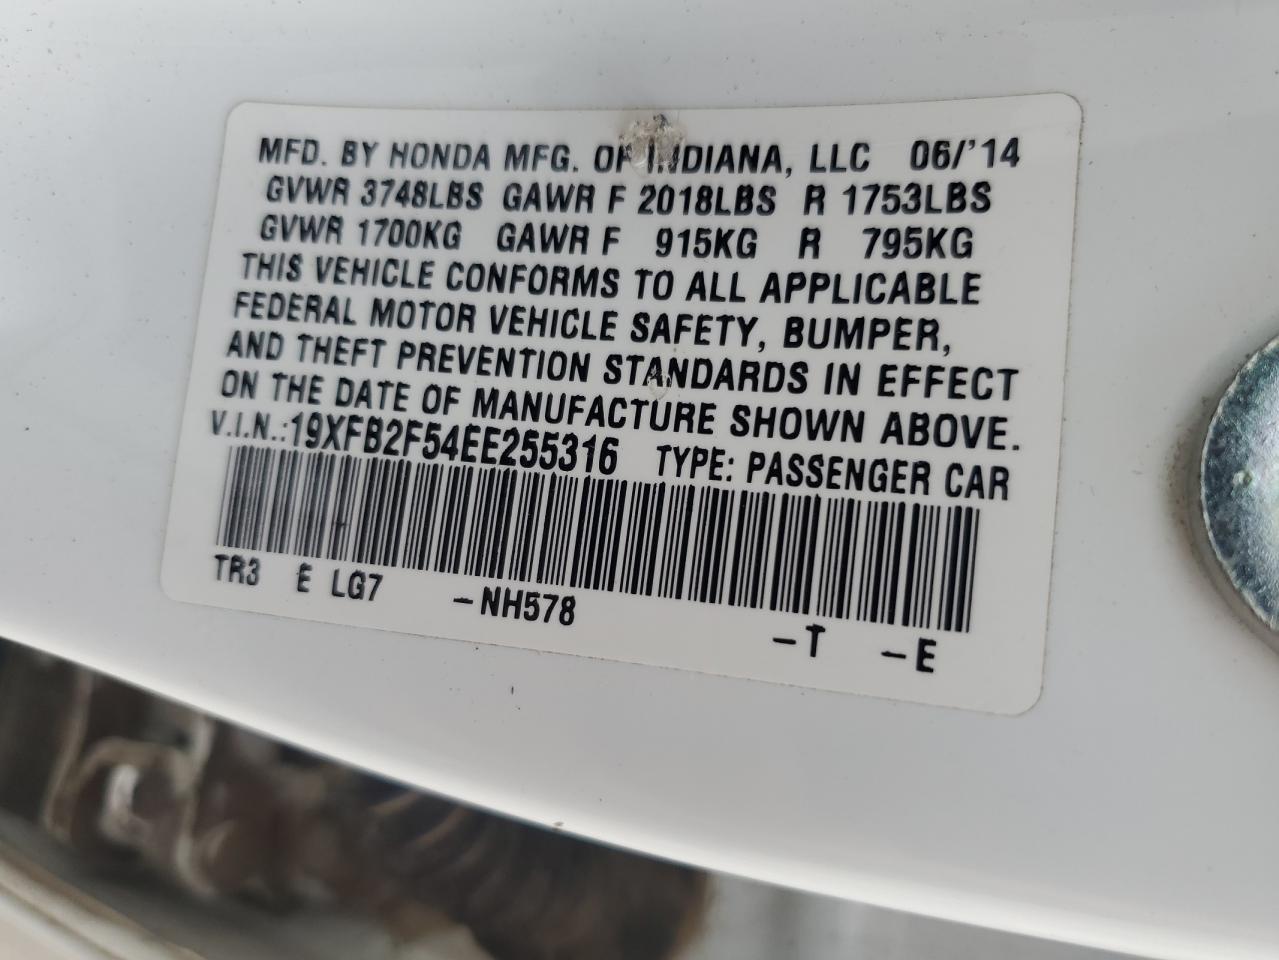 MFD. BY HONDA MFG. OF INDIANA, LLC 06/'14
GVWR 3748LBS GAWR F 2018LBS R 1753LBS
GVWR 1700KG GAWR F 915KG R 795KG
THIS VEHICLE CONFORMS TO ALL APPLICABLE
FEDERAL MOTOR VEHICLE SAFETY, BUMPER,
AND THEFT PREVENTION STANDARDS IN EFFECT
ON THE DATE OF MANUFACTURE SHOWN ABOVE.
V.I.N.:19XFB2F54EE255316 TYPE: PASSENGER CAR
TR3 E LG7 -NH578 -T -E